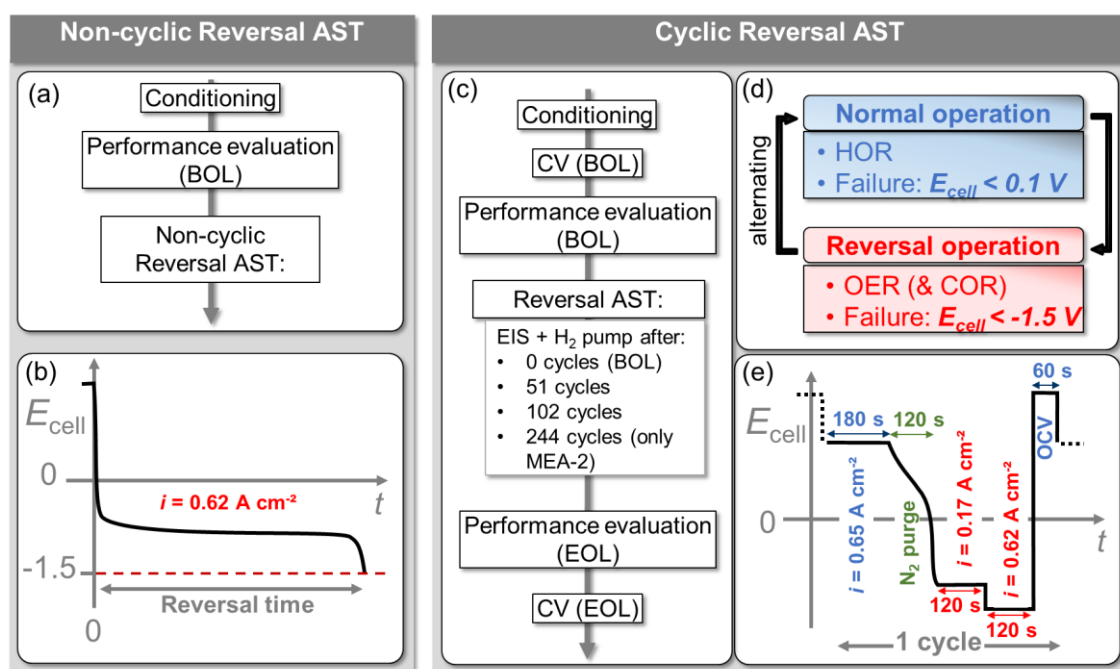 Non-cyclic Reversal AST
Cyclic Reversal AST
(a)
Conditioning
Performance evaluation
(BOL)
Non-cyclic
Reversal AST:
(b)
E_cell
0
t
i = 0.62 A cm⁻²
-1.5
Reversal time
0
(c)
Conditioning
CV (BOL)
Performance evaluation
(BOL)
Reversal AST:
EIS + H₂ pump after:
• 0 cycles (BOL)
• 51 cycles
• 102 cycles
• 244 cycles (only
MEA-2)
Performance evaluation
(EOL)
CV (EOL)
(d)
alternating
Normal operation
• HOR
• Failure: E_cell < 0.1 V
Reversal operation
• OER (& COR)
• Failure: E_cell < -1.5 V
(e)
60 s
E_cell
180 s
120 s
OCV
0
t
i = 0.65 A cm⁻²
N₂ purge
i = 0.17 A cm⁻²
i = 0.62 A cm⁻²
120 s
120 s
1 cycle